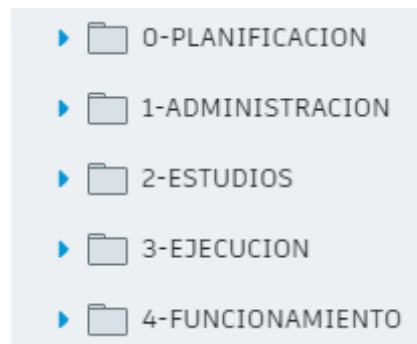 0-PLANIFICACION
1-ADMINISTRACION
2-ESTUDIOS
3-EJECUCION
4-FUNCIONAMIENTO